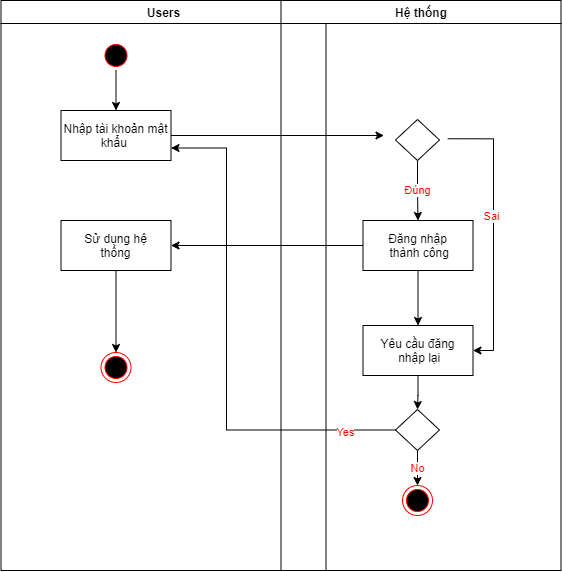 Users
Hệ thống
Nhập tài khoản mật
khẩu
Đúng
Sai
Sử dụng hệ
thống
Đăng nhập
thành công
Yêu cầu đăng
nhập lại
Yes
No